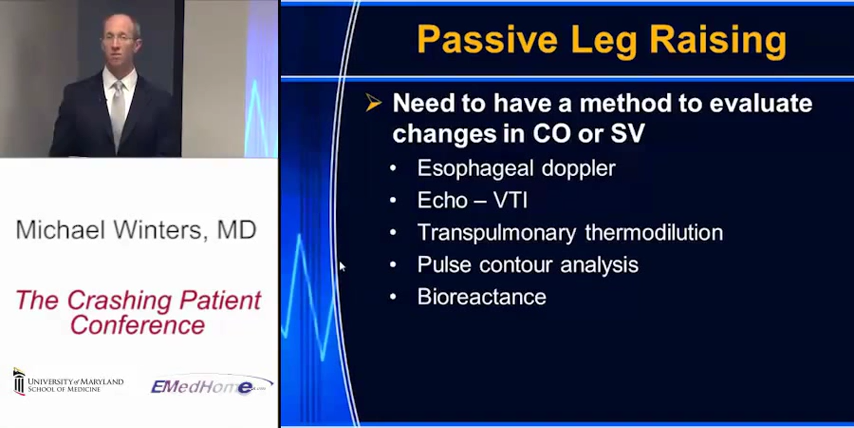 Passive Leg Raising
➤ Need to have a method to evaluate
changes in CO or SV
• Esophageal doppler
• Echo – VTI
• Transpulmonary thermodilution
• Pulse contour analysis
• Bioreactance
Michael Winters, MD
The Crashing Patient
Conference
UNIVERSITY of MARYLAND
SCHOOL OF MEDICINE
EMedHome.com